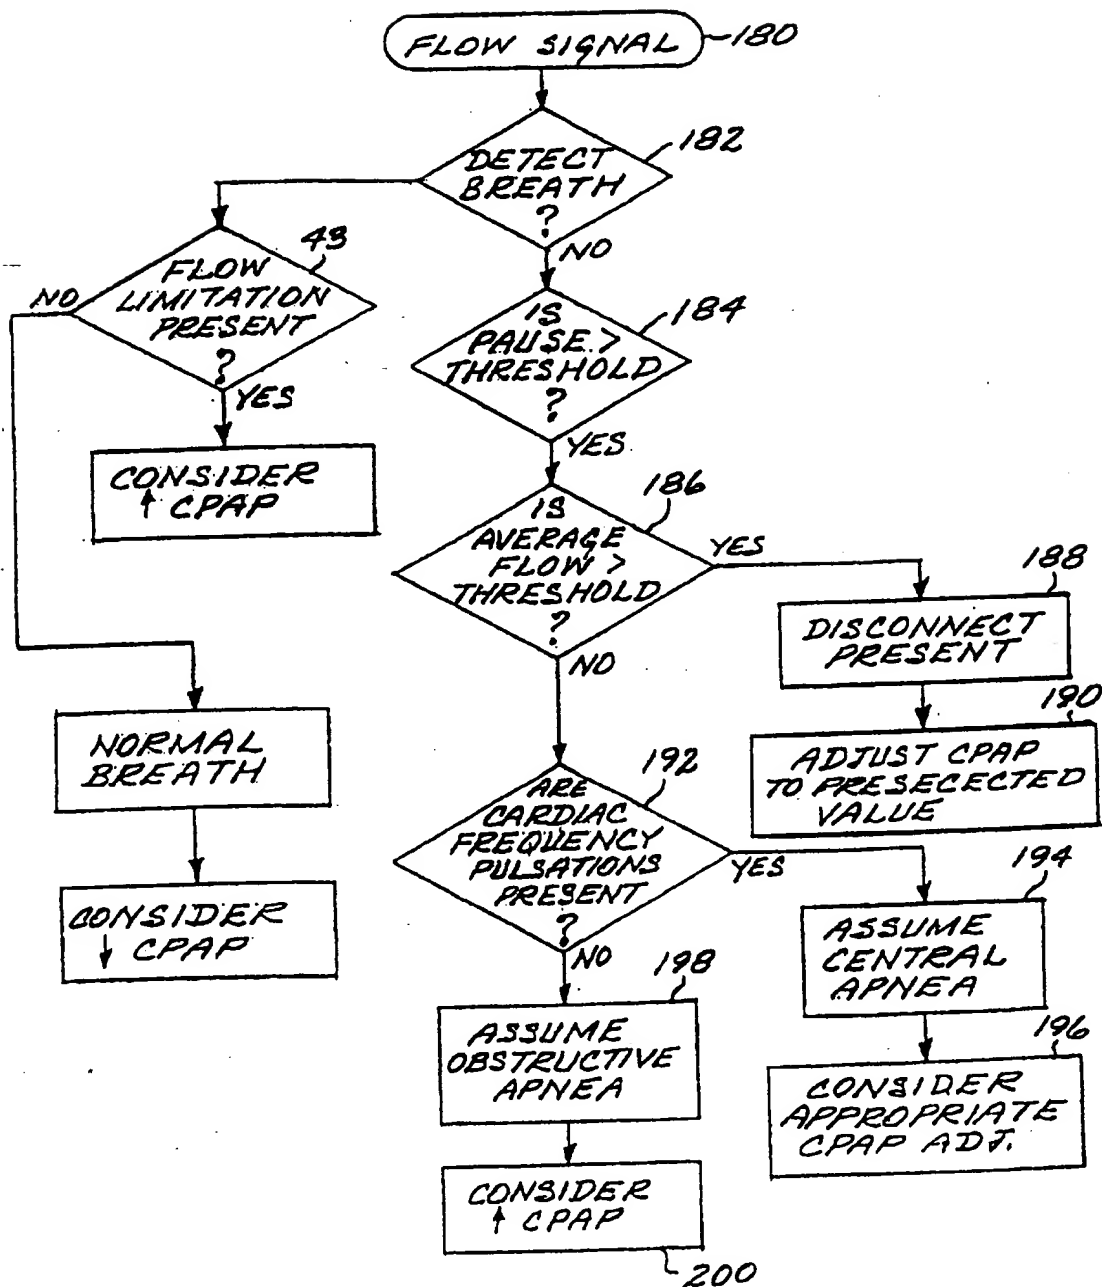 FLOW SIGNAL
180
DETECT
BREATH
?
182
NO
FLOW
LIMITATION
PRESENT
?
43
NO
YES
CONSIDER
↑ CPAP
IS
PAUSE >
THRESHOLD
?
184
YES
IS
AVERAGE
FLOW >
THRESHOLD
?
186
YES
NO
188
DISCONNECT
PRESENT
190
ADJUST CPAP
TO PRESECECTED
VALUE
NORMAL
BREATH
CONSIDER
↓ CPAP
ARE
CARDIAC
FREQUENCY
PULSATIONS
PRESENT
?
192
YES
NO
194
ASSUME
CENTRAL
APNEA
196
CONSIDER
APPROPRIATE
CPAP ADJ.
198
ASSUME
OBSTRUCTIVE
APNEA
CONSIDER
↑ CPAP
200